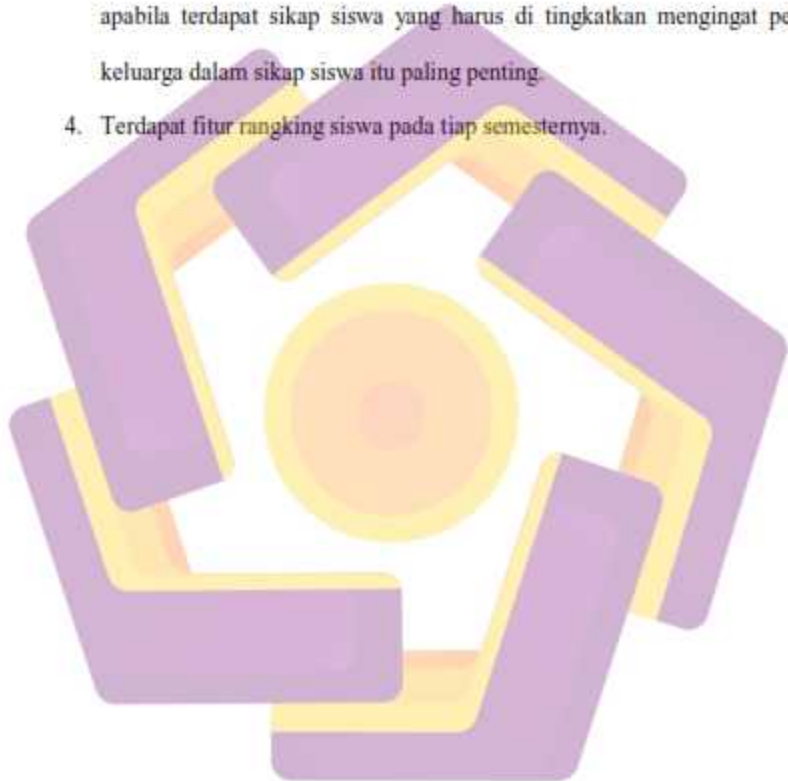 apabila terdapat sikap siswa yang harus di tingkatkan mengingat
keluarga dalam sikap siswa itu paling penting.
4. Terdapat fitur rangking siswa pada tiap semesternya.